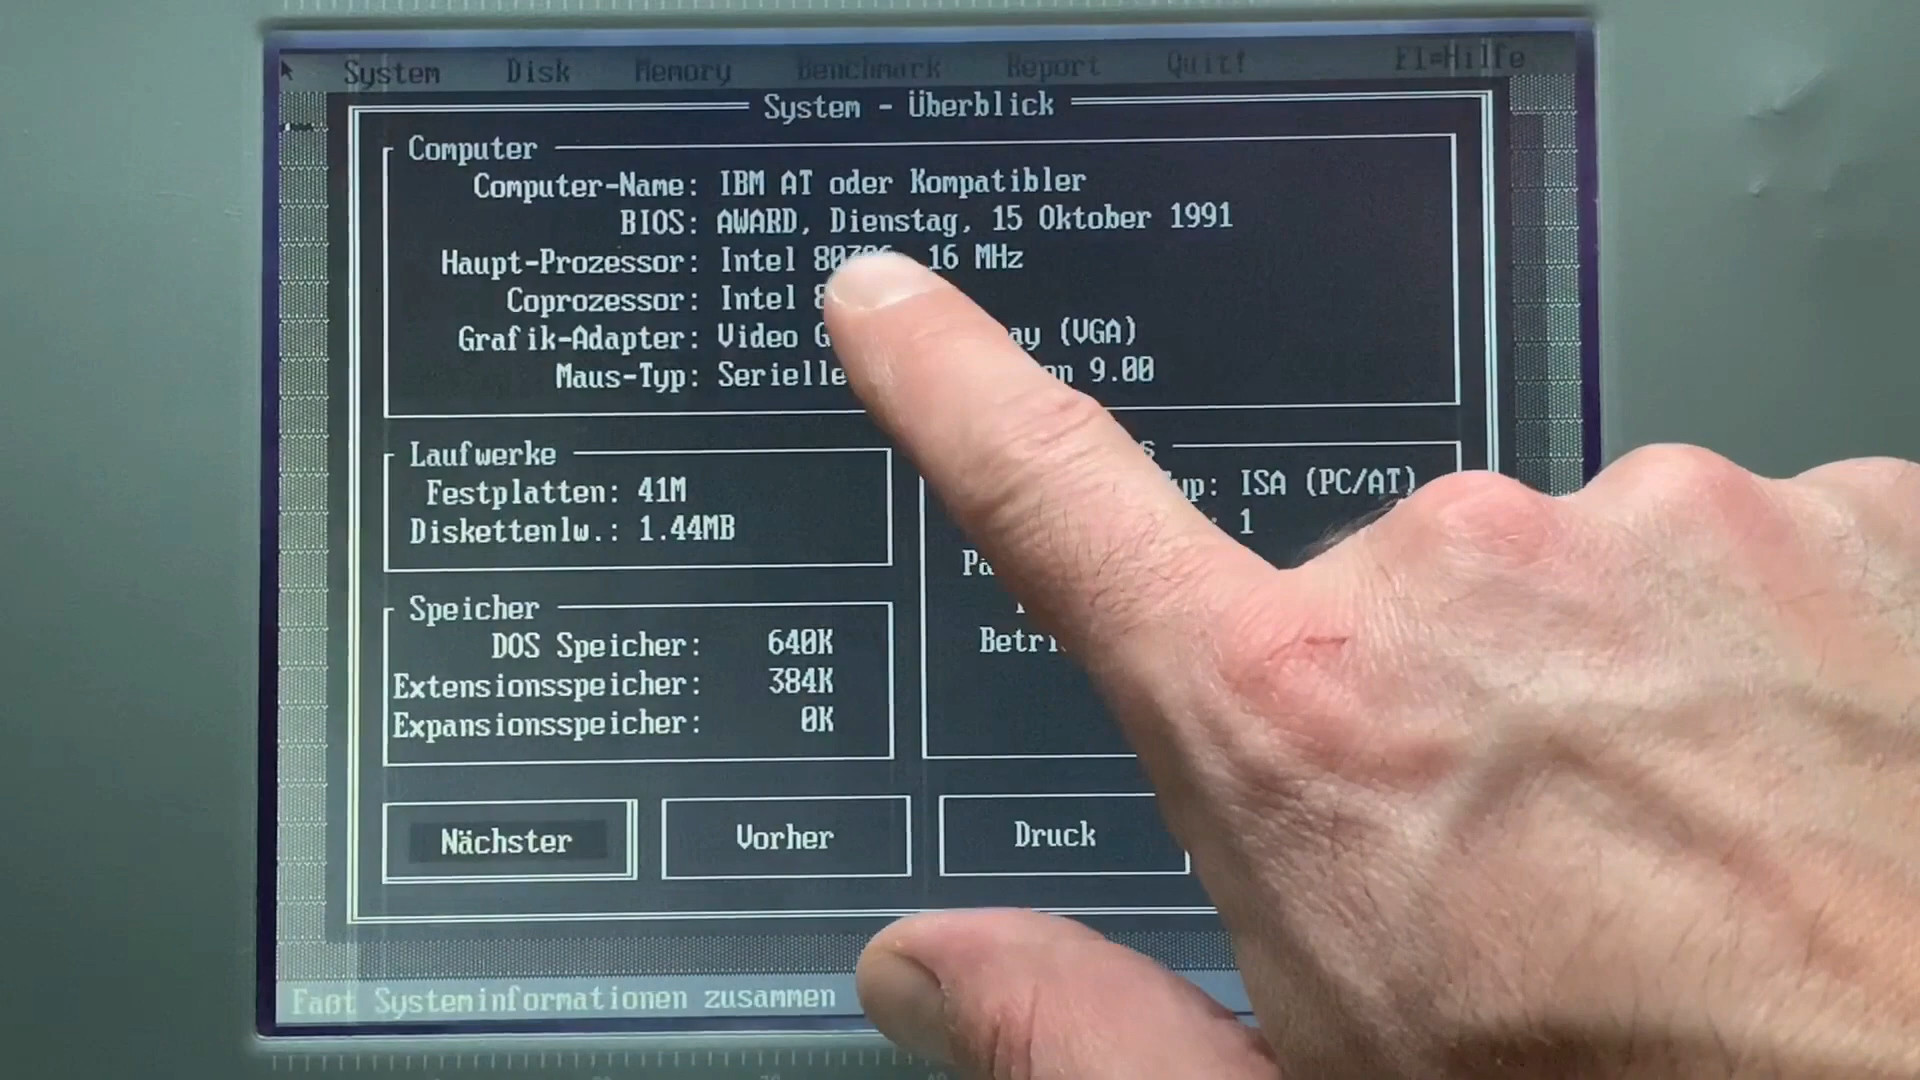 System Disk Memory Benchmark Report Quit! F1=Hilfe
System - Überblick
Computer
Computer-Name: IBM AT oder Kompatibler
BIOS: AWARD, Dienstag, 15 Oktober 1991
Haupt-Prozessor: Intel 16 MHz
Coprozessor: Intel
Grafik-Adapter: Video (VGA)
Maus-Typ: 9.00
Laufwerke
Festplatten: 41M
Diskettenlw.: 1.44MB
ISA (PC/AT)
1
Speicher
DOS Speicher: 640K
Extensionsspeicher: 384K
Expansionsspeicher: 0K
Nächster Vorher Druck
Faßt Systeminformationen zusammen